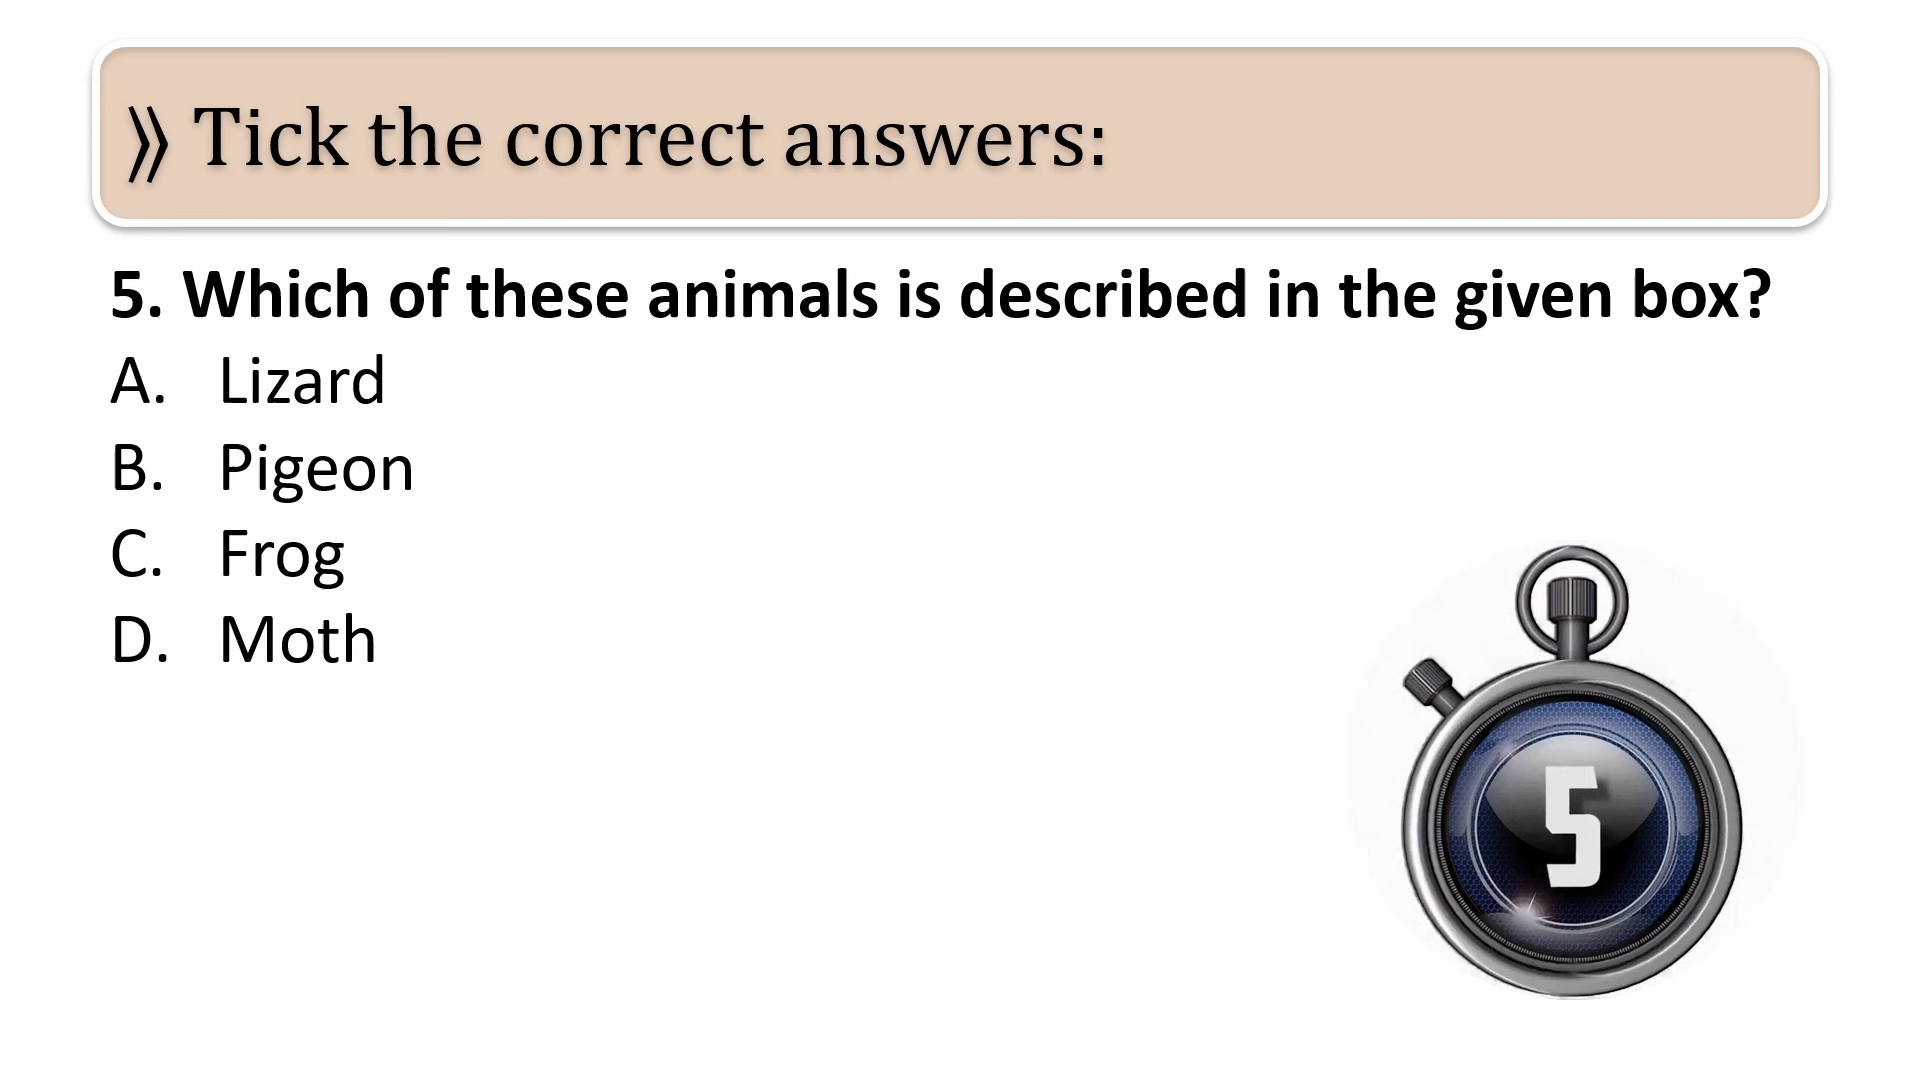 ⟫ Tick the correct answers:
5. Which of these animals is described in the given box?
A. Lizard
B. Pigeon
C. Frog
D. Moth
5